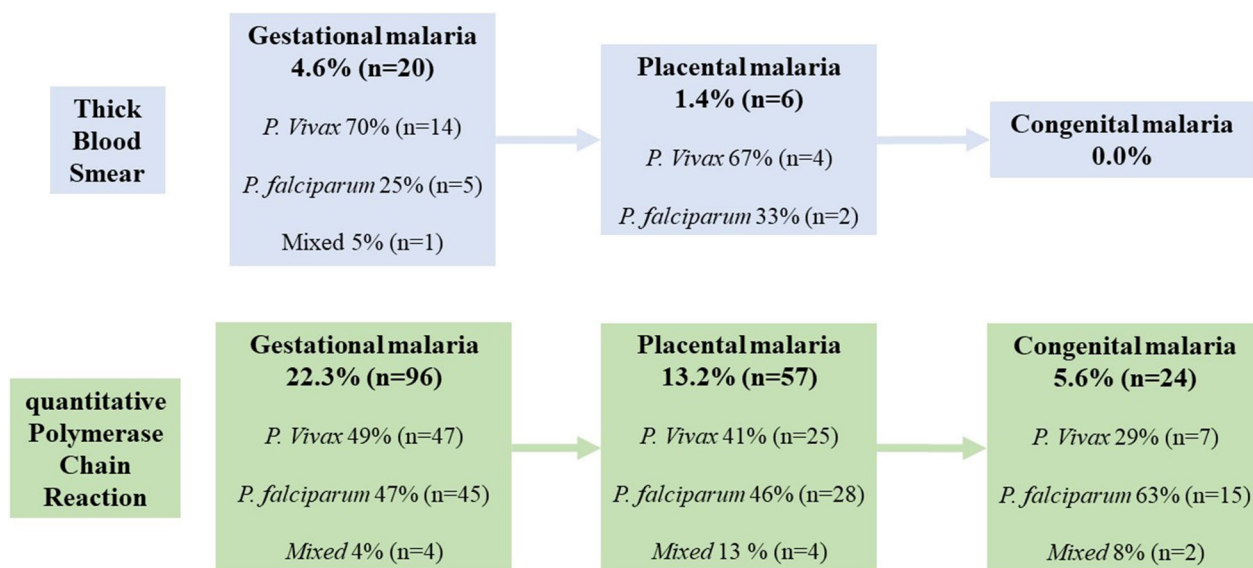 Thick
Blood
Smear
Gestational malaria
4.6% (n=20)
P. Vivax 70% (n=14)
P. falciparum 25% (n=5)
Mixed 5% (n=1)
Placental malaria
1.4% (n=6)
P. Vivax 67% (n=4)
P. falciparum 33% (n=2)
Congenital malaria
0.0%
quantitative
Polymerase
Chain
Reaction
Gestational malaria
22.3% (n=96)
P. Vivax 49% (n=47)
P. falciparum 47% (n=45)
Mixed 4% (n=4)
Placental malaria
13.2% (n=57)
P. Vivax 41% (n=25)
P. falciparum 46% (n=28)
Mixed 13 % (n=4)
Congenital malaria
5.6% (n=24)
P. Vivax 29% (n=7)
P. falciparum 63% (n=15)
Mixed 8% (n=2)